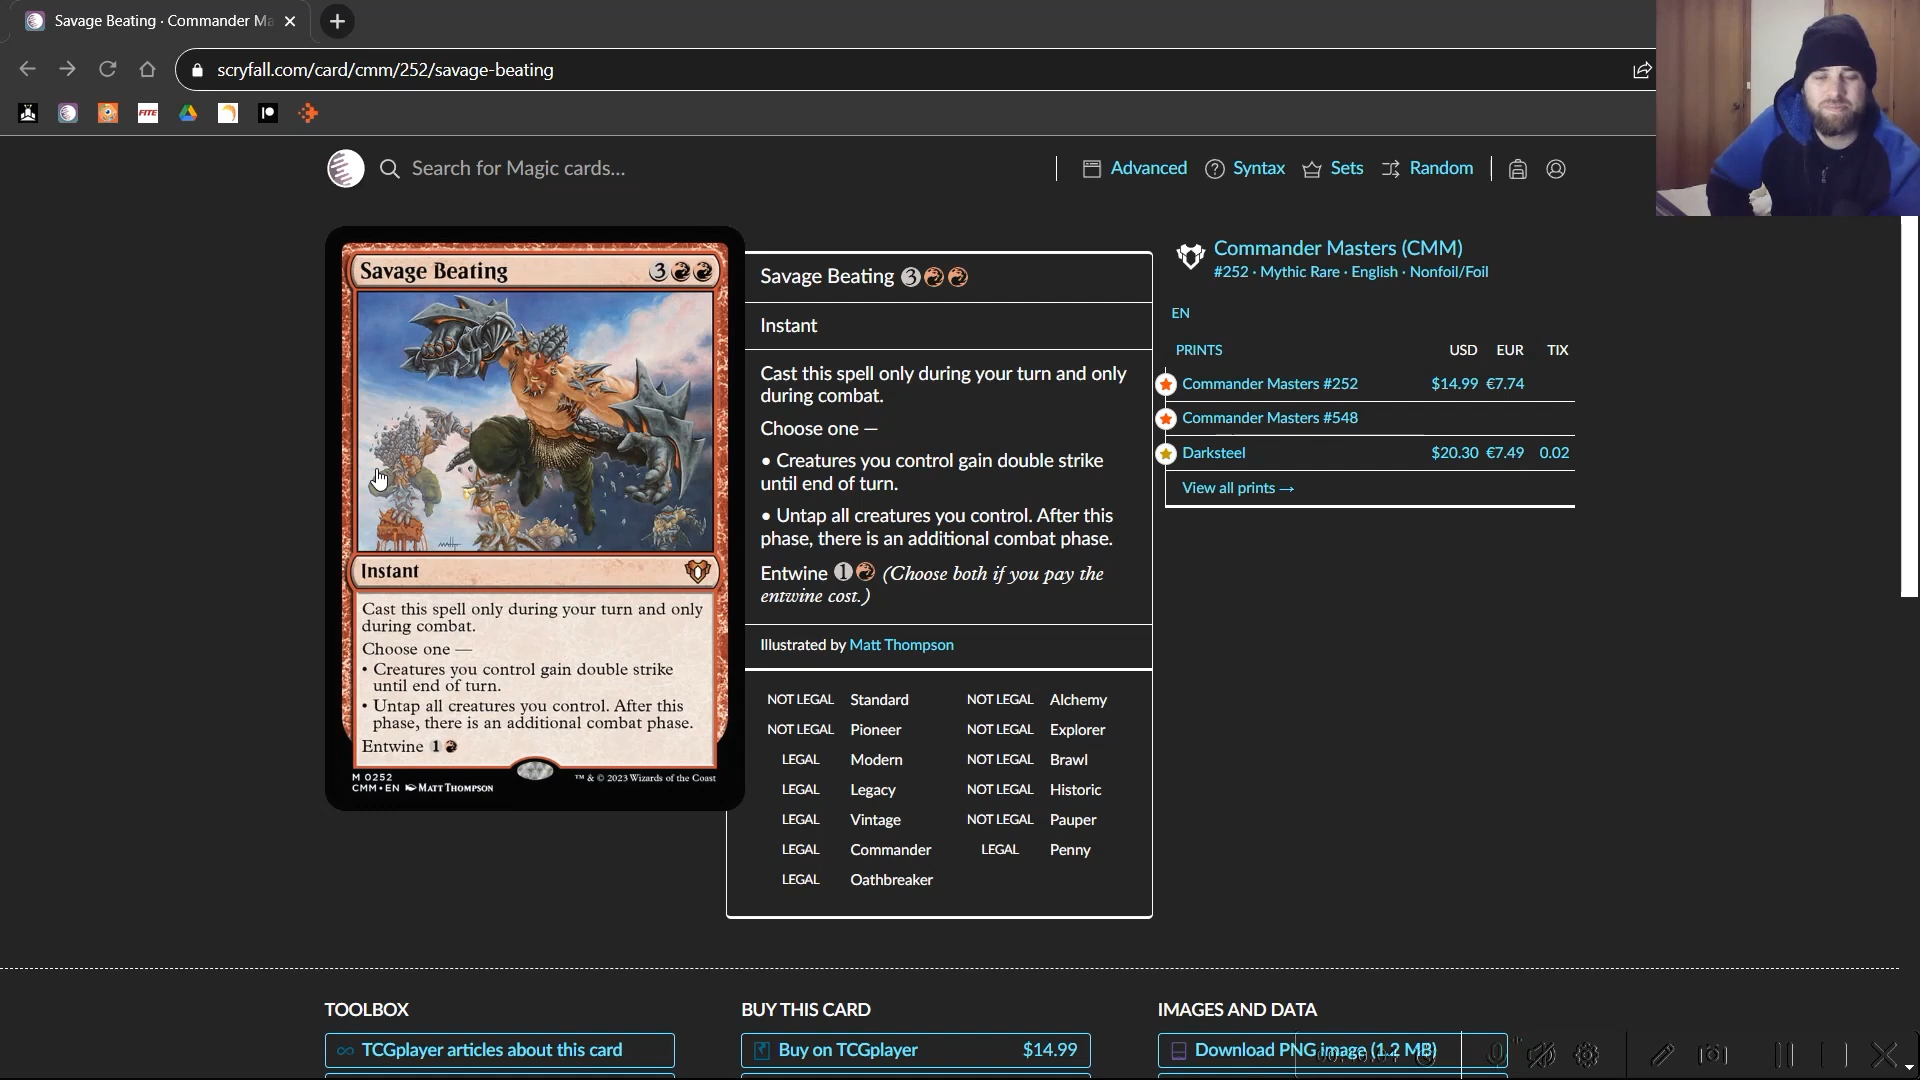 Savage Beating · Commander Ma
scryfall.com/card/cmm/252/savage-beating
FITE
Search for Magic cards...
Advanced
Syntax
Sets
Random
Savage Beating 3
Instant
Cast this spell only during your turn and only
during combat.
Choose one —
• Creatures you control gain double strike
until end of turn.
• Untap all creatures you control. After this
phase, there is an additional combat phase.
Entwine 1
M 0252
CMM • EN MATT THOMPSON
™ & © 2023 Wizards of the Coast
Savage Beating 3
Instant
Cast this spell only during your turn and only
during combat.
Choose one —
• Creatures you control gain double strike
until end of turn.
• Untap all creatures you control. After this
phase, there is an additional combat phase.
Entwine 1 (Choose both if you pay the
entwine cost.)
Illustrated by Matt Thompson
NOT LEGAL Standard NOT LEGAL Alchemy
NOT LEGAL Pioneer NOT LEGAL Explorer
LEGAL Modern NOT LEGAL Brawl
LEGAL Legacy NOT LEGAL Historic
LEGAL Vintage NOT LEGAL Pauper
LEGAL Commander LEGAL Penny
LEGAL Oathbreaker
Commander Masters (CMM)
#252 · Mythic Rare · English · Nonfoil/Foil
EN
PRINTS USD EUR TIX
Commander Masters #252 $14.99 €7.74
Commander Masters #548
Darksteel $20.30 €7.49 0.02
View all prints →
TOOLBOX
TCGplayer articles about this card
BUY THIS CARD
Buy on TCGplayer $14.99
IMAGES AND DATA
Download PNG image (1.2 MB)